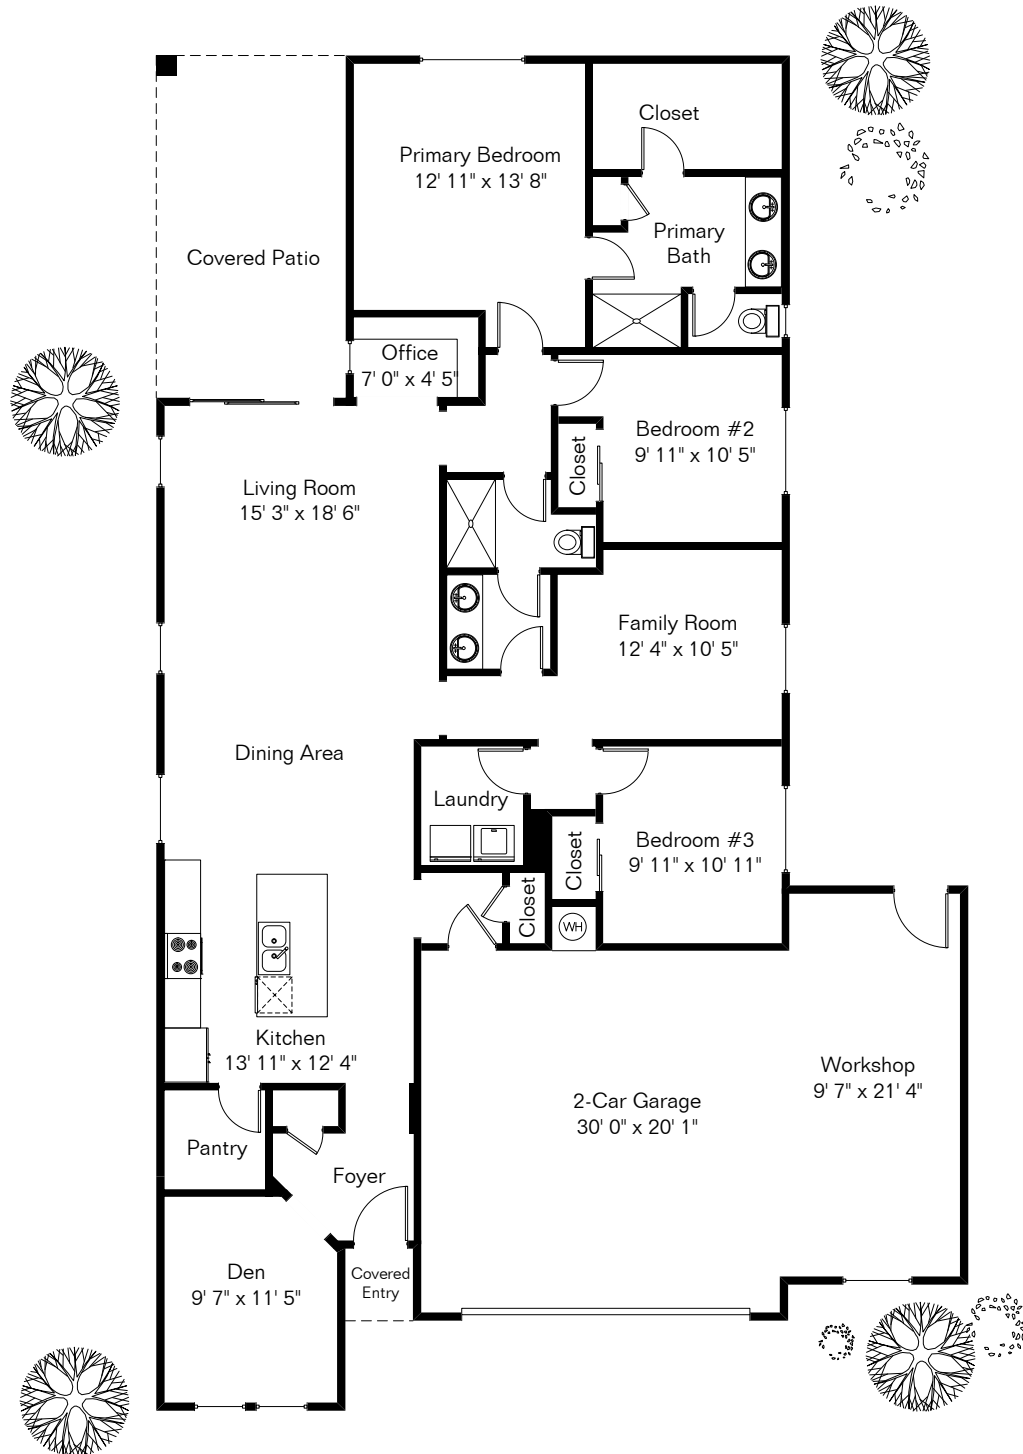 Closet
Primary Bedroom
12' 11" x 13' 8"
Primary
Bath
Covered Patio
Office
7' 0" x 4' 5"
Bedroom #2
9' 11" x 10' 5"
Closet
Living Room
15' 3" x 18' 6"
Family Room
12' 4" x 10' 5"
Dining Area
Laundry
Bedroom #3
9' 11" x 10' 11"
Closet
Closet
WH
Kitchen
13' 11" x 12' 4"
Workshop
9' 7" x 21' 4"
2-Car Garage
30' 0" x 20' 1"
Pantry
Foyer
Den
9' 7" x 11' 5"
Covered
Entry